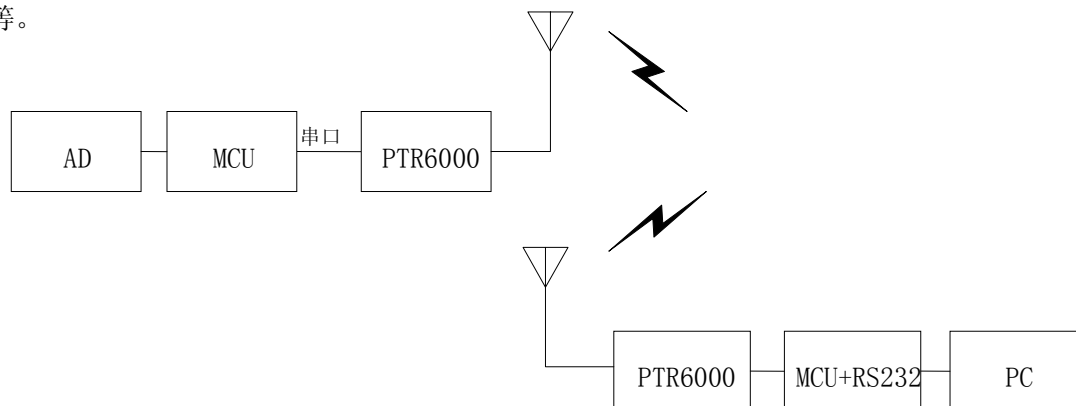 等。
AD
MCU
串口
PTR6000
PTR6000
MCU+RS232
PC